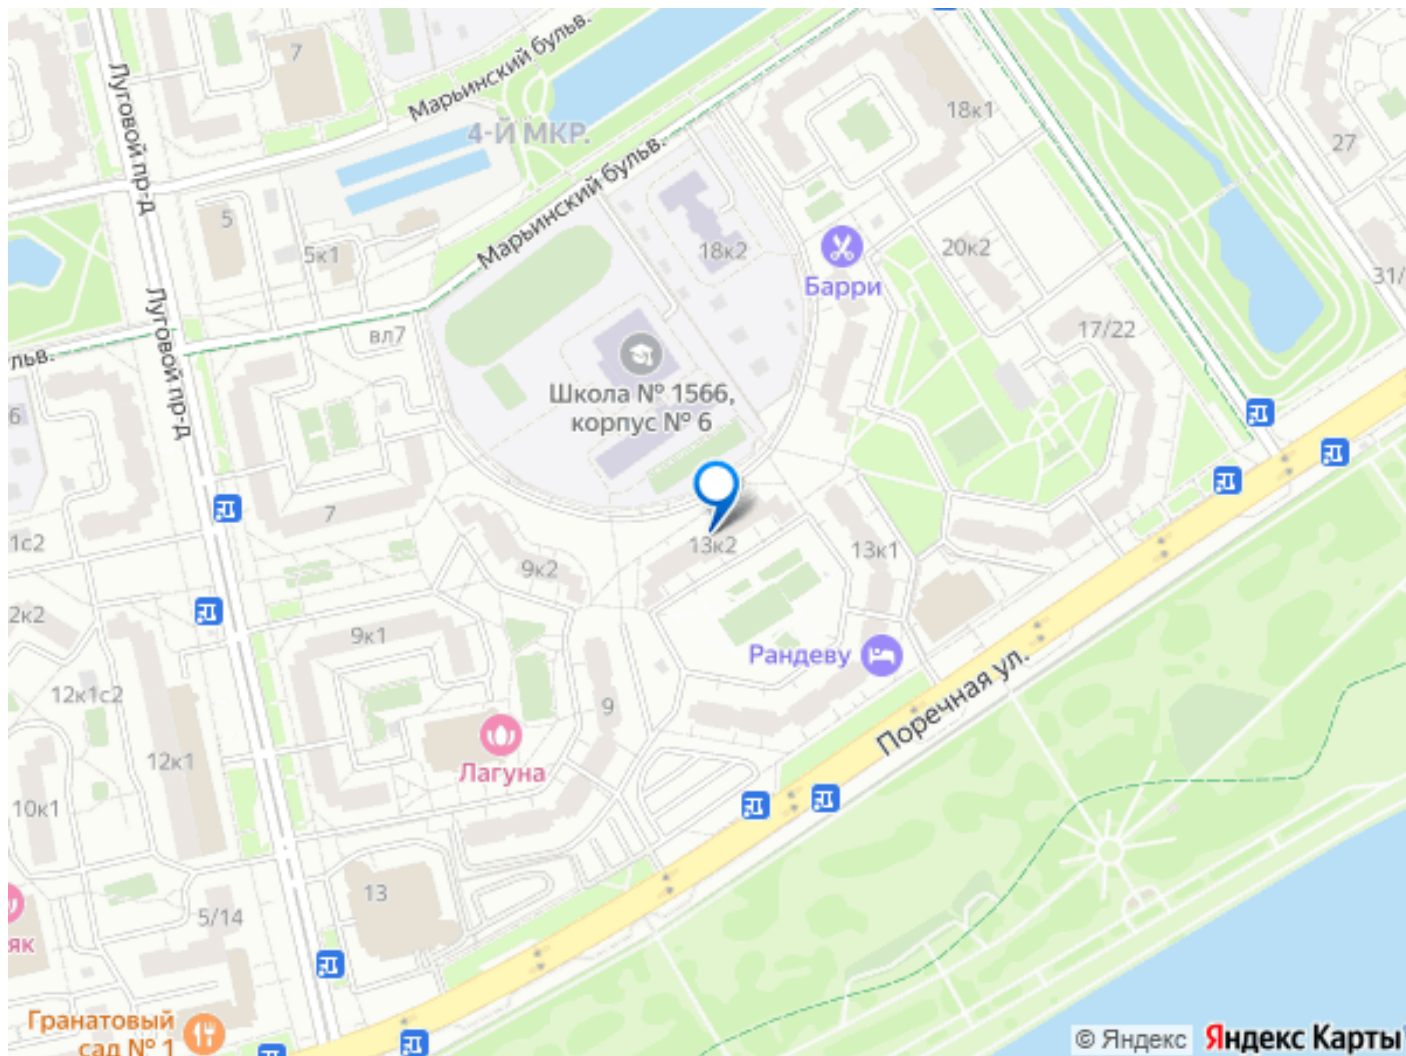 7
Марьинский бульв.
Луговой пр-д
4-Й МКР.
18к1
27
Марьинский бульв.
5
5к1
18к2
20к2
Барри
31/
Луговой пр-д
вл7
17/22
ульв.
Школа № 1566,
корпус № 6
6
7
1с2
9к2
13к2
13к1
2к2
9к1
Рандеву
12к1с2
9
Поречная ул.
12к1
Лагуна
10к1
13
5/14
як
Гранатовый
сад № 1
© Яндекс
Яндекс Карты